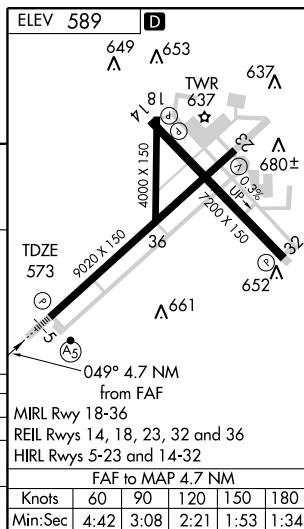 ELEV 589 D
649
653
637
TWR
637
18
14
P
P
23
680±
V
0.3%
UP
4000 X 150
7200 X 150
36
9020 X 150
32
P
652
TDZE
573
P
661
5
A5
049° 4.7 NM
from FAF
MIRL Rwy 18-36
REIL Rwys 14, 18, 23, 32 and 36
HIRL Rwys 5-23 and 14-32
FAF to MAP 4.7 NM
Knots 60 90 120 150 180
Min:Sec 4:42 3:08 2:21 1:53 1:34